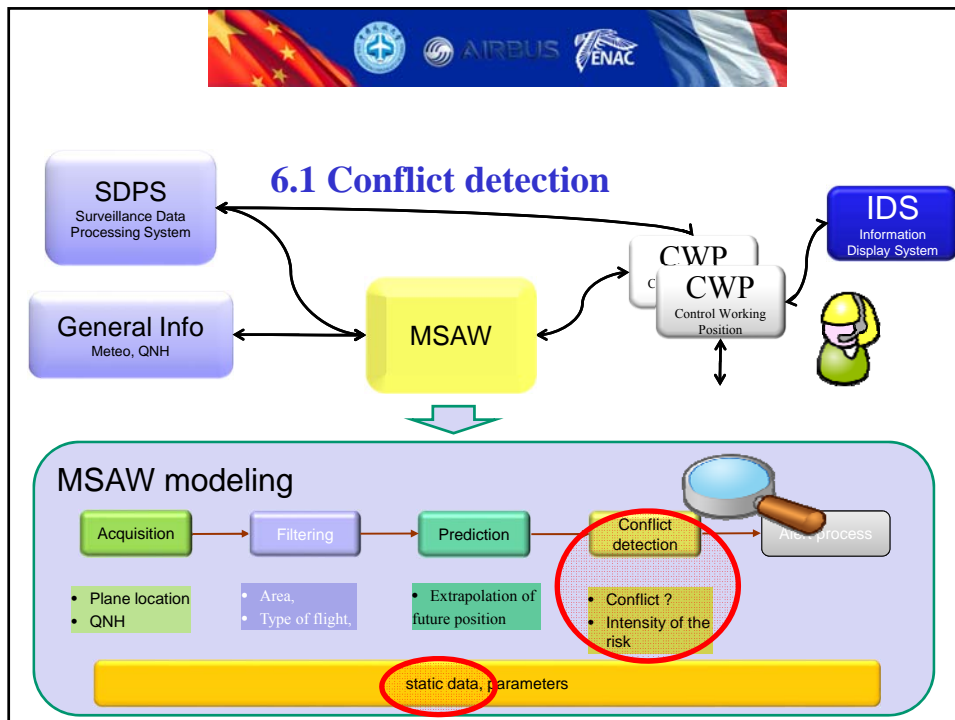 AIRBUS
ENAC
6.1 Conflict detection
SDPS
Surveillance Data
Processing System
General Info
Meteo, QNH
MSAW
CWP
C
CWP
Control Working
Position
IDS
Information
Display System
MSAW modeling
Acquisition
Filtering
Prediction
Conflict
detection
Alert process
• Plane location
• QNH
• Area,
• Type of flight,
• Extrapolation of
future position
• Conflict ?
• Intensity of the
risk
static data, parameters